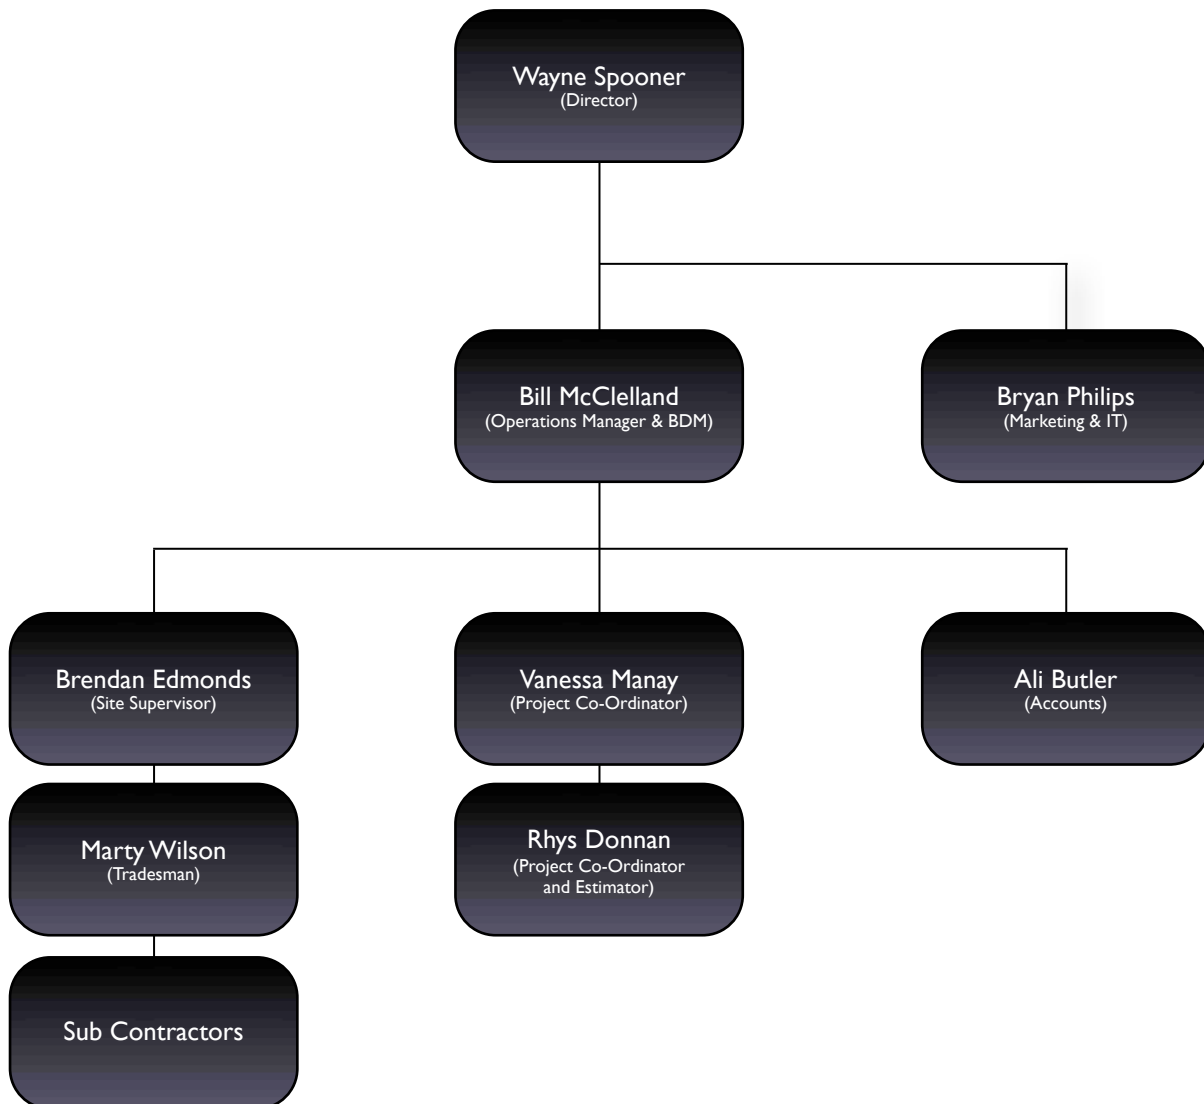 Wayne Spooner
(Director)
Bill McClelland
(Operations Manager & BDM)
Bryan Philips
(Marketing & IT)
Brendan Edmonds
(Site Supervisor)
Vanessa Manay
(Project Co-Ordinator)
Ali Butler
(Accounts)
Marty Wilson
(Tradesman)
Rhys Donnan
(Project Co-Ordinator
and Estimator)
Sub Contractors